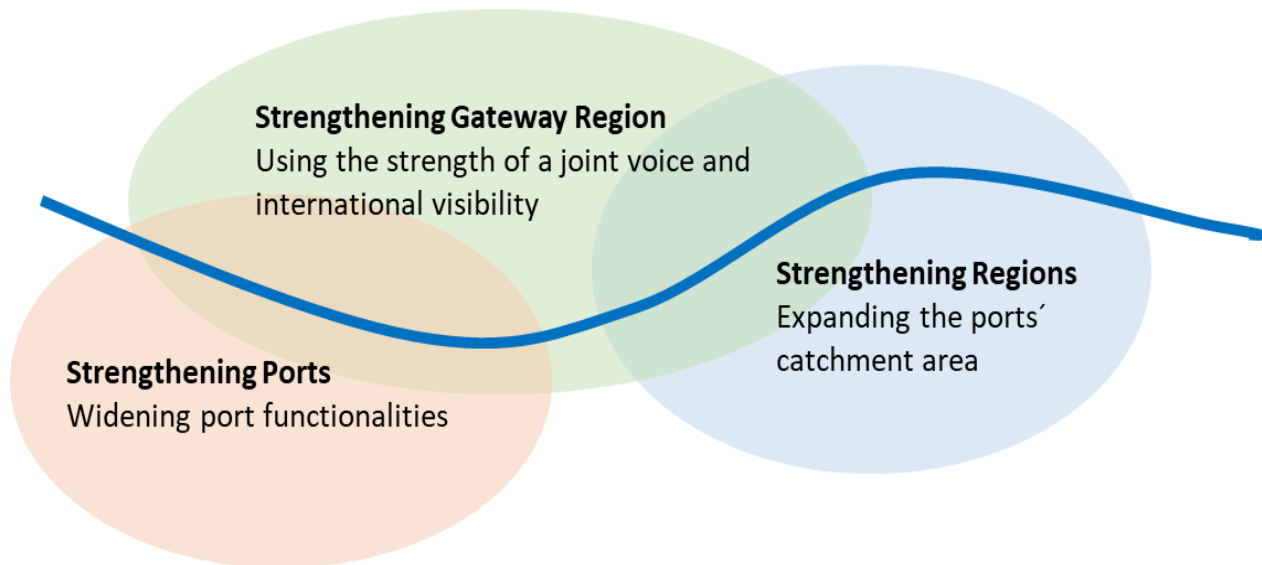 Strengthening Gateway Region
Using the strength of a joint voice and
international visibility
Strengthening Regions
Expanding the ports´
catchment area
Strengthening Ports
Widening port functionalities